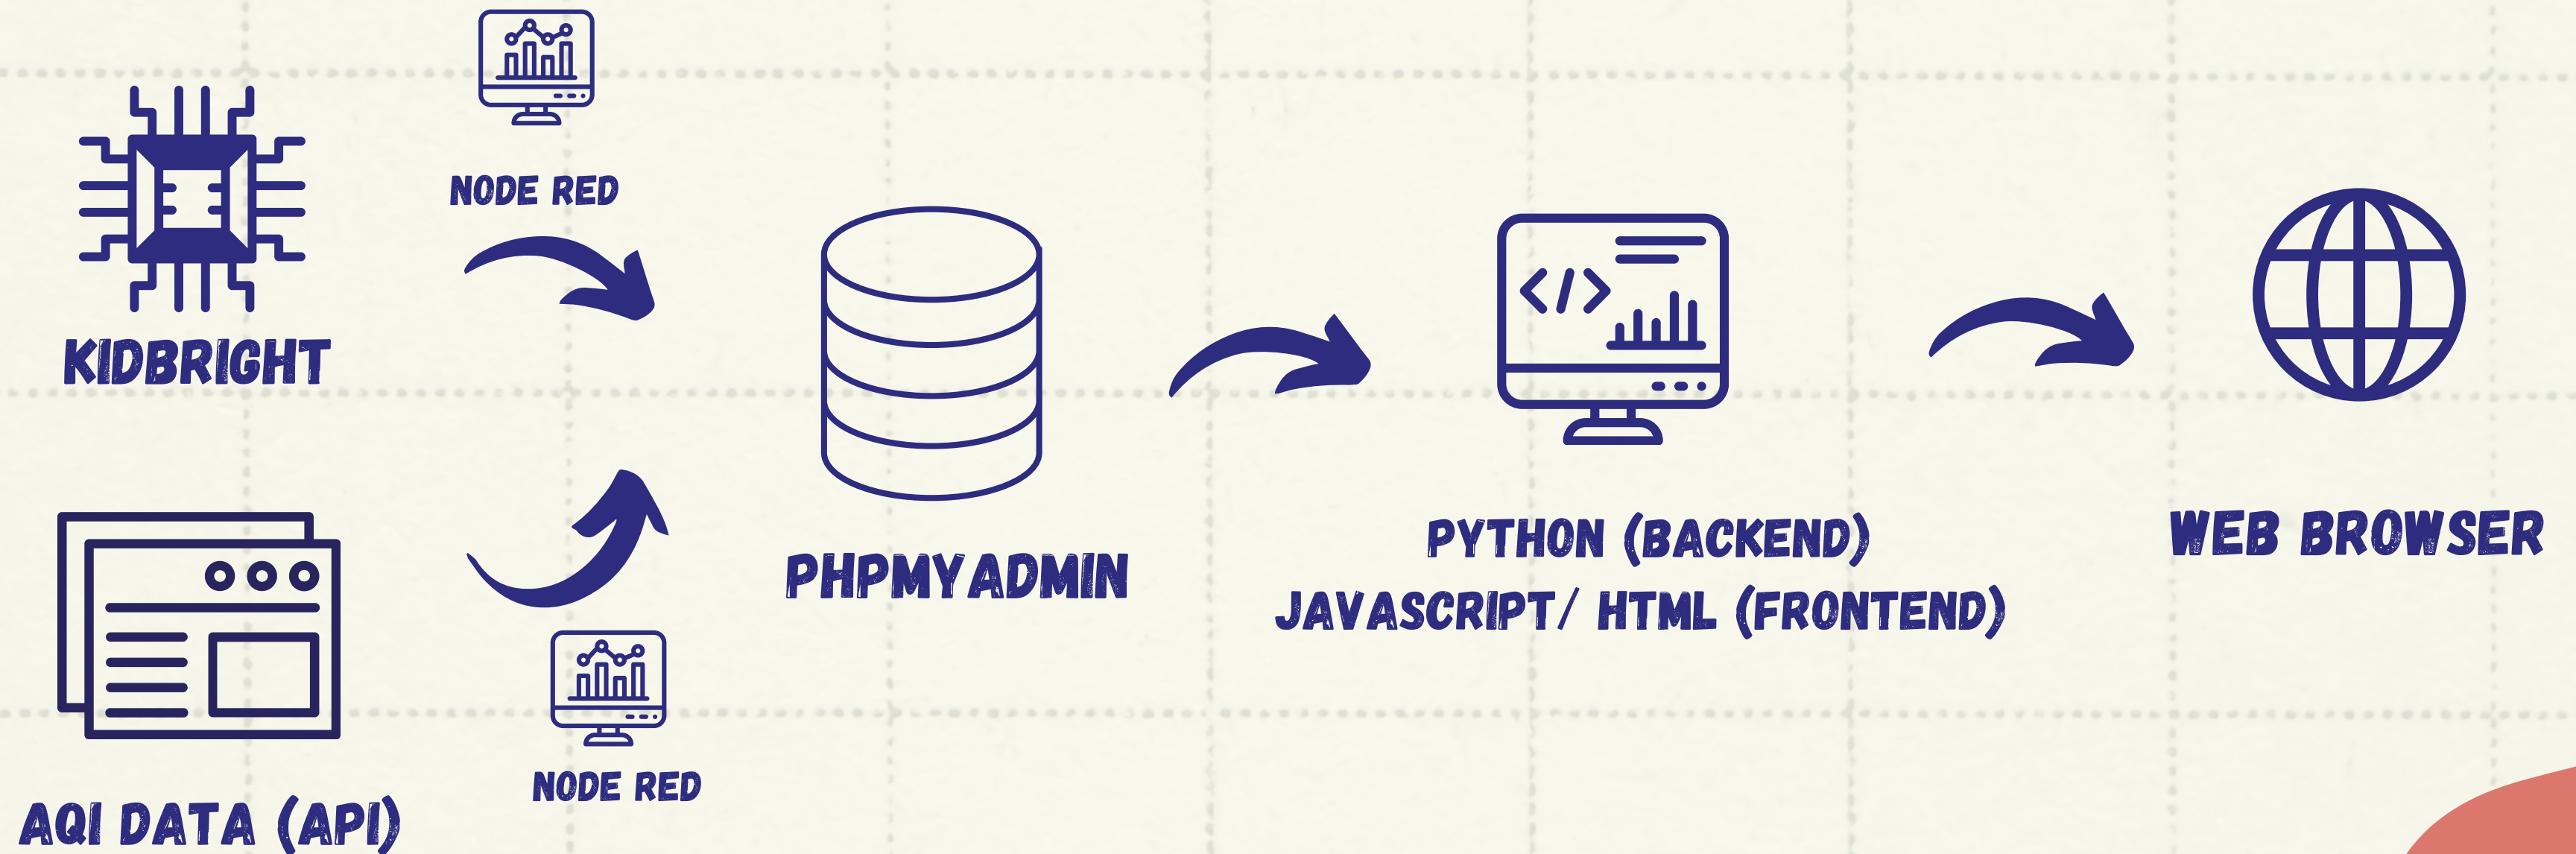 NODE RED
KIDBRIGHT
PHPMYADMIN
PYTHON (BACKEND)
JAVASCRIPT/ HTML (FRONTEND)
WEB BROWSER
NODE RED
AQI DATA (API)